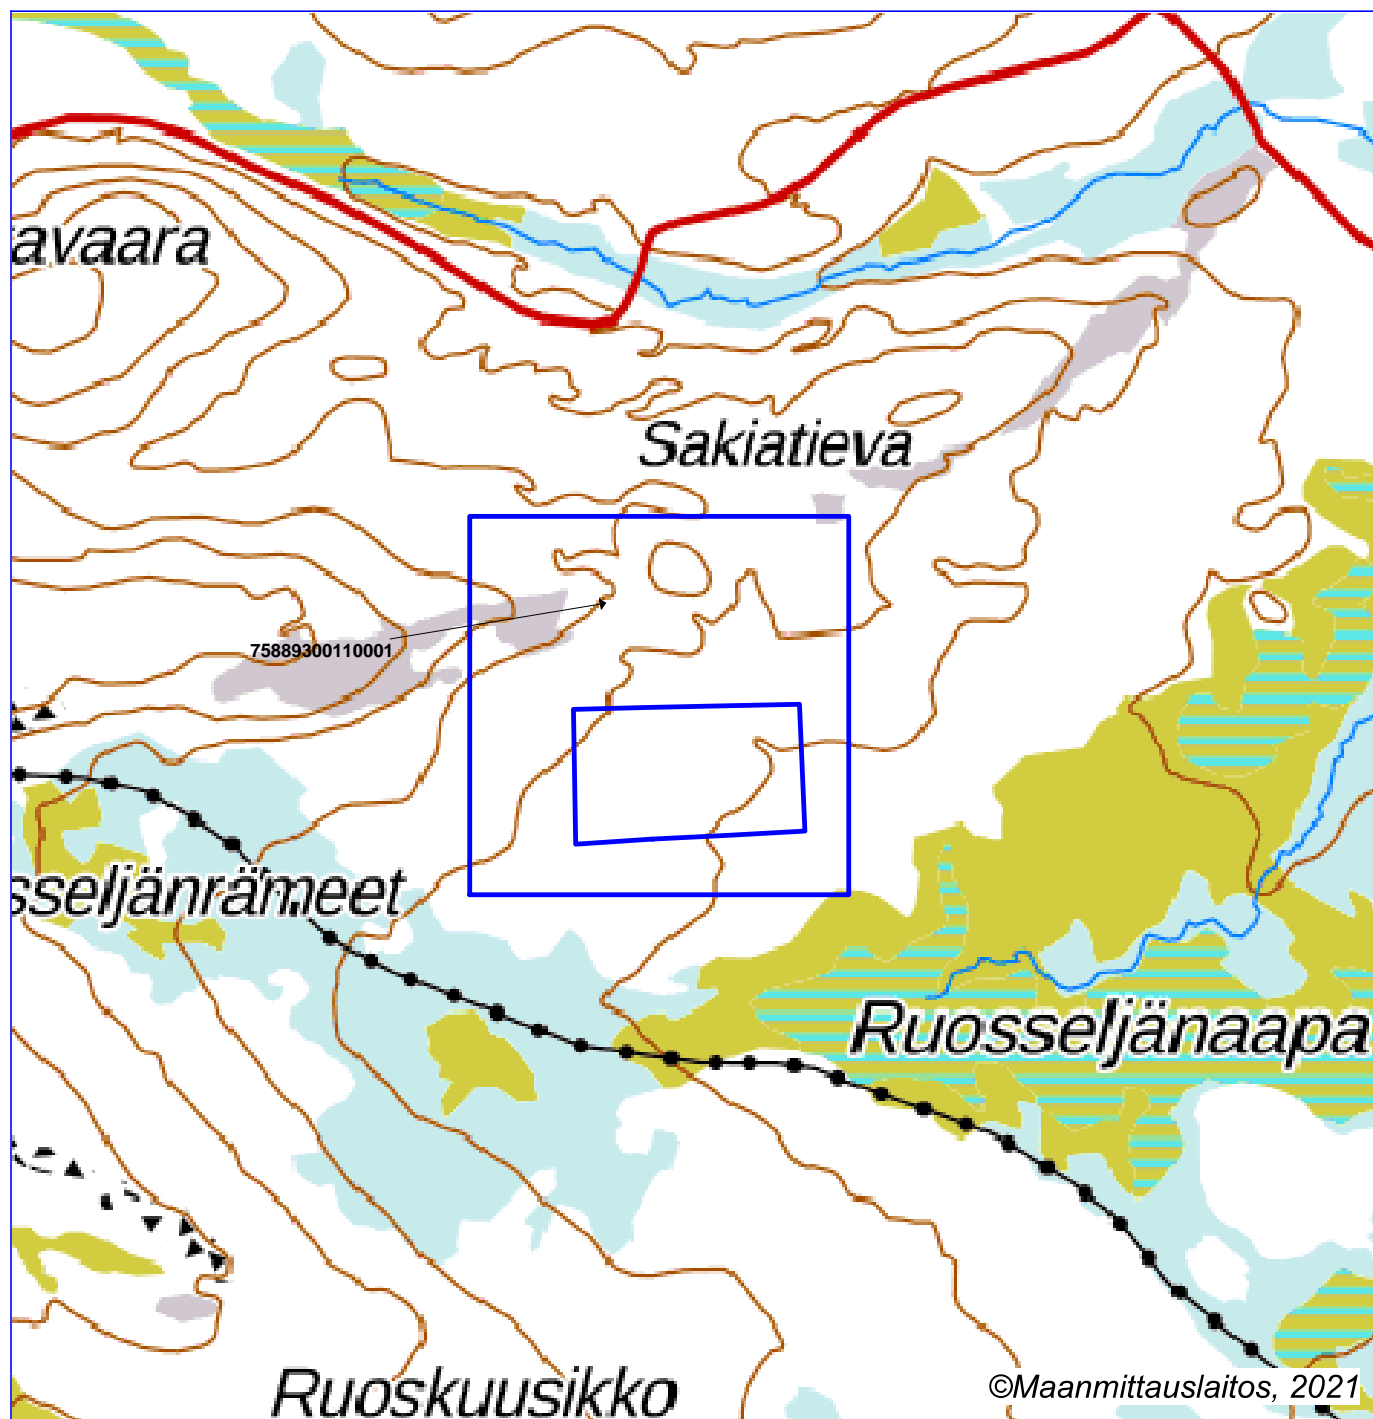 avaara
Sakiatieva
75889300110001
sseljänrämeet
Ruosseljänaapa
Ruoskuusikko
©Maanmittauslaitos, 2021